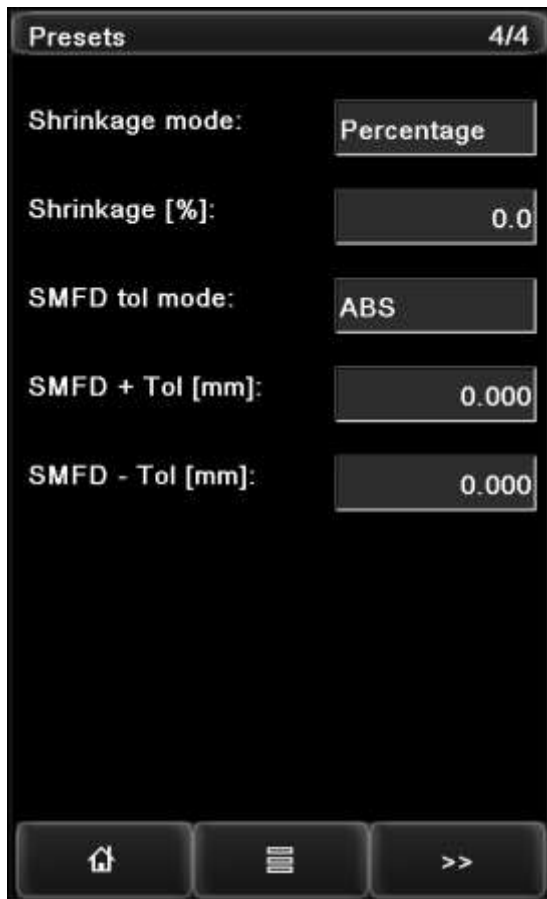 Presets 4/4
Shrinkage mode: Percentage
Shrinkage [%]: 0.0
SMFD tol mode: ABS
SMFD + Tol [mm]: 0.000
SMFD - Tol [mm]: 0.000
>>